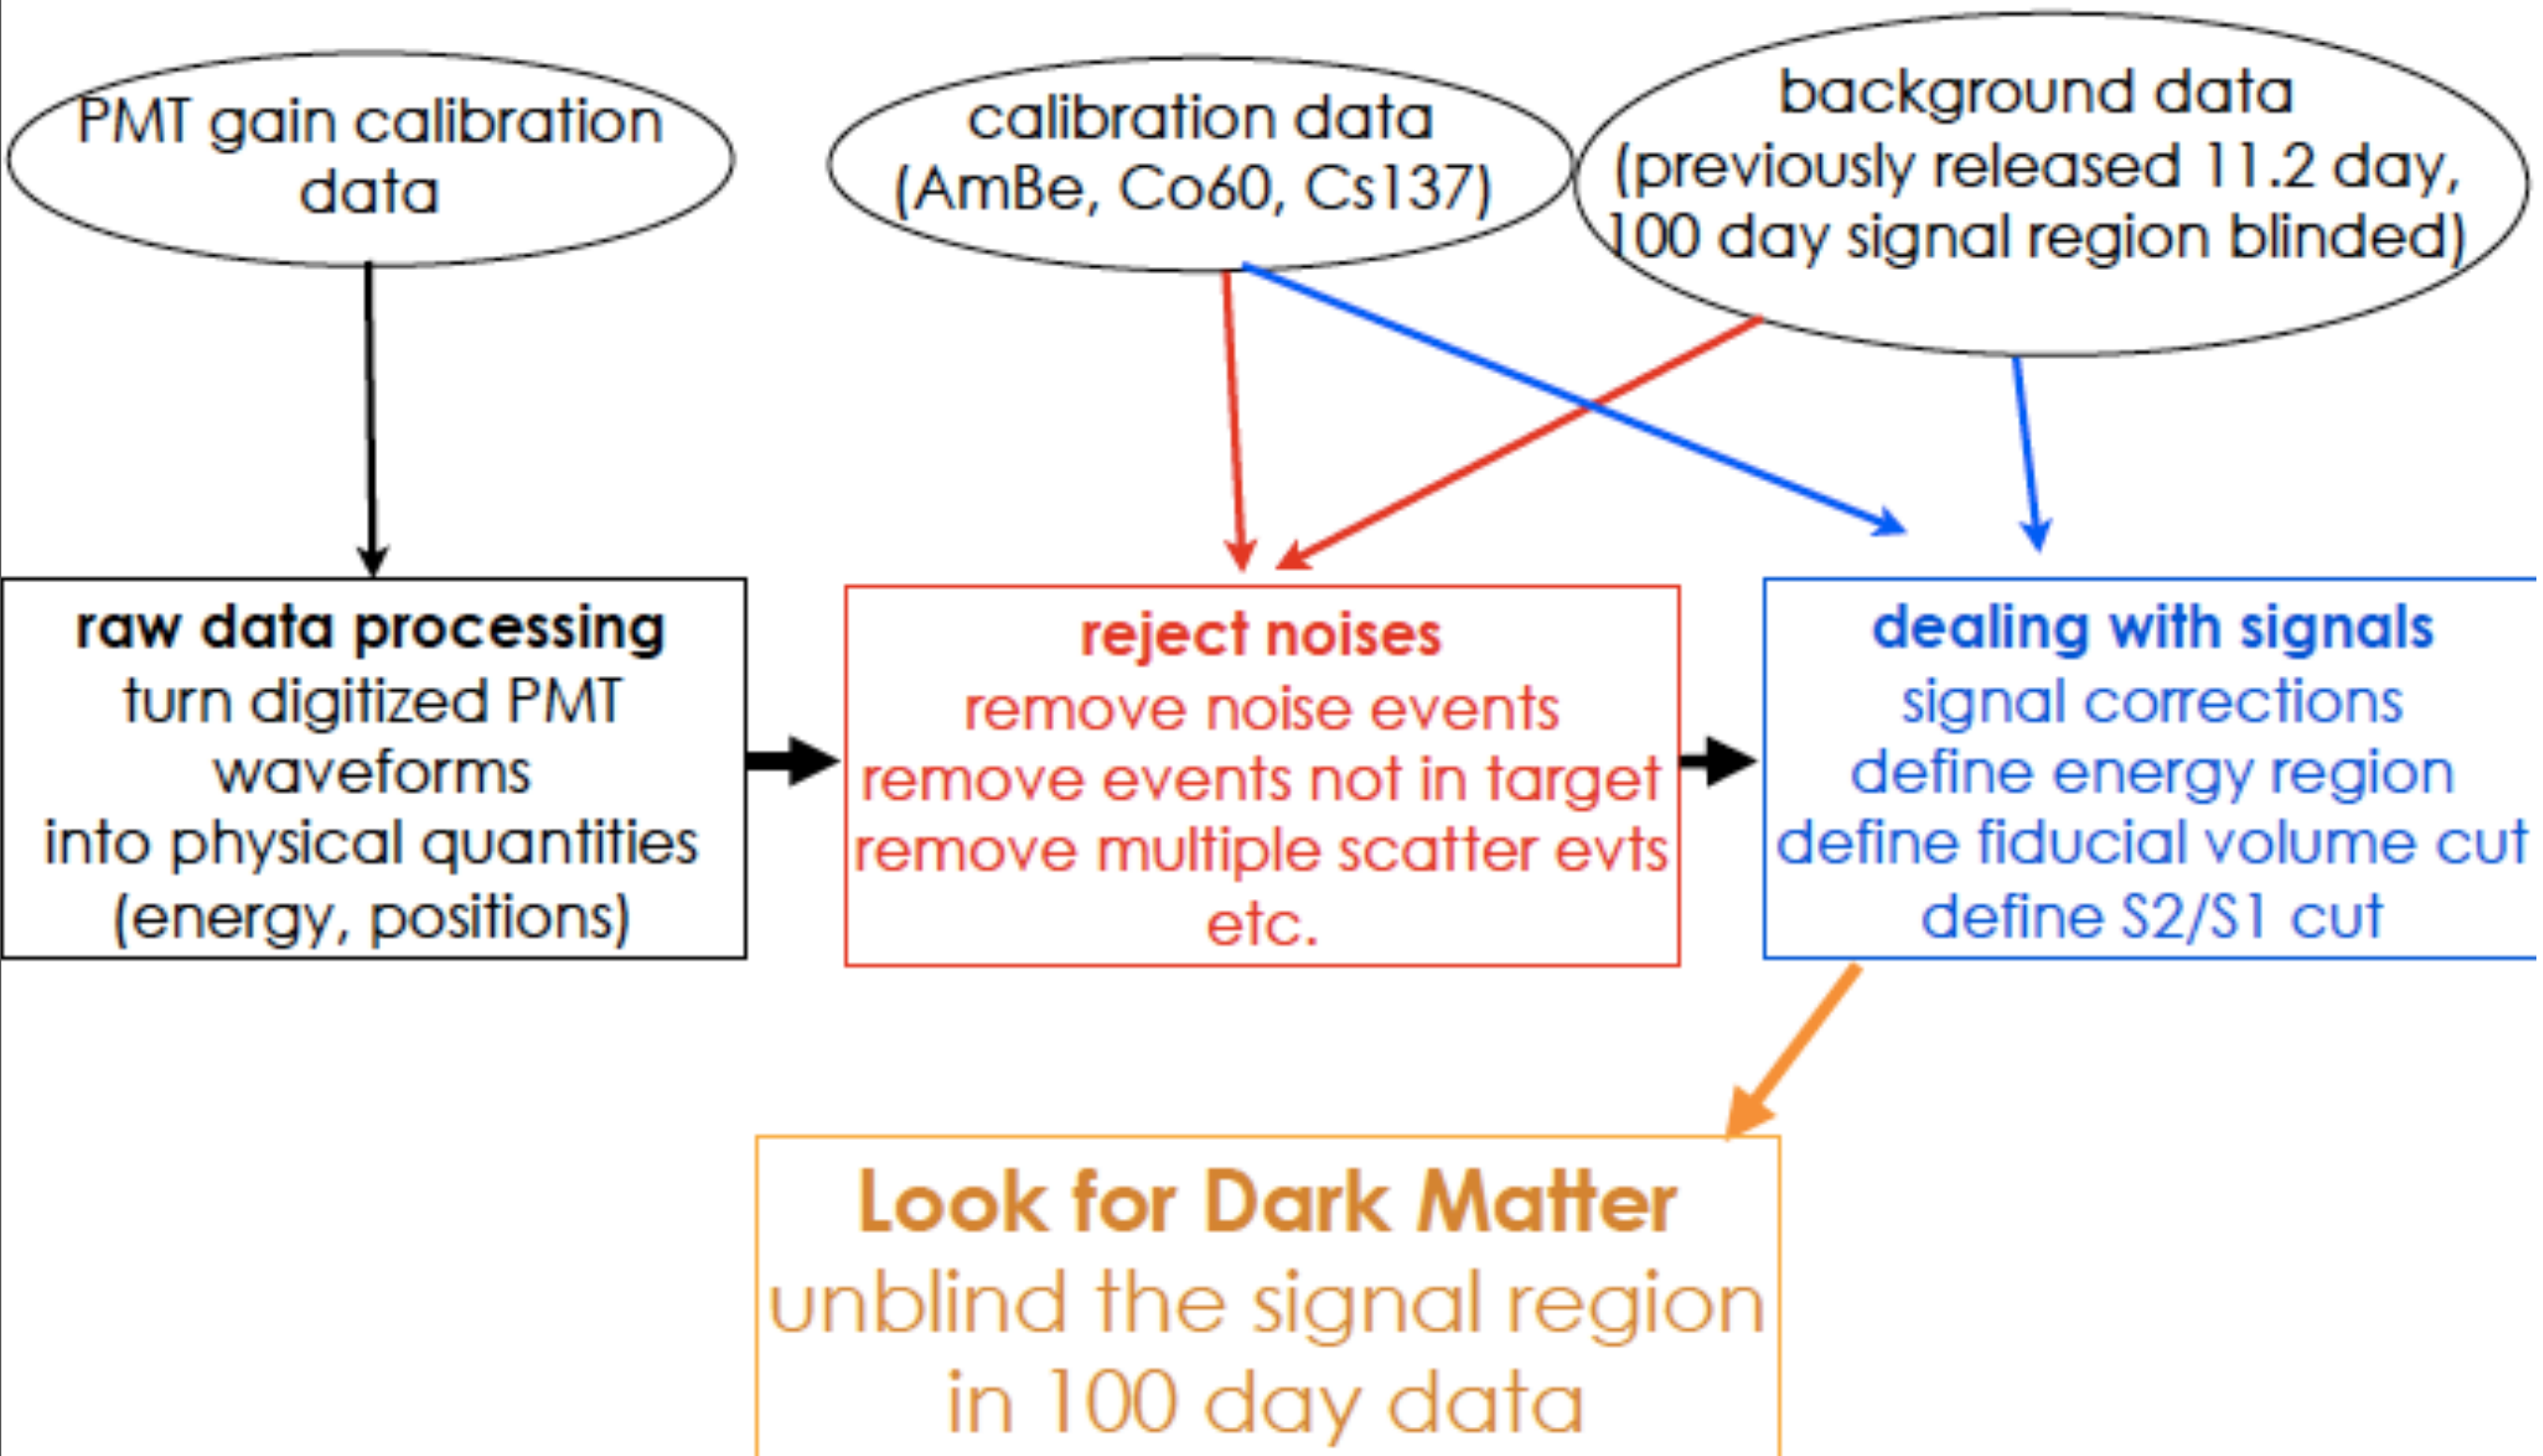 PMT gain calibration
data
calibration data
(AmBe, Co60, Cs137)
background data
(previously released 11.2 day,
100 day signal region blinded)
raw data processing
turn digitized PMT
waveforms
into physical quantities
(energy, positions)
reject noises
remove noise events
remove events not in target
remove multiple scatter evts
etc.
dealing with signals
signal corrections
define energy region
define fiducial volume cut
define S2/S1 cut
Look for Dark Matter
unblind the signal region
in 100 day data